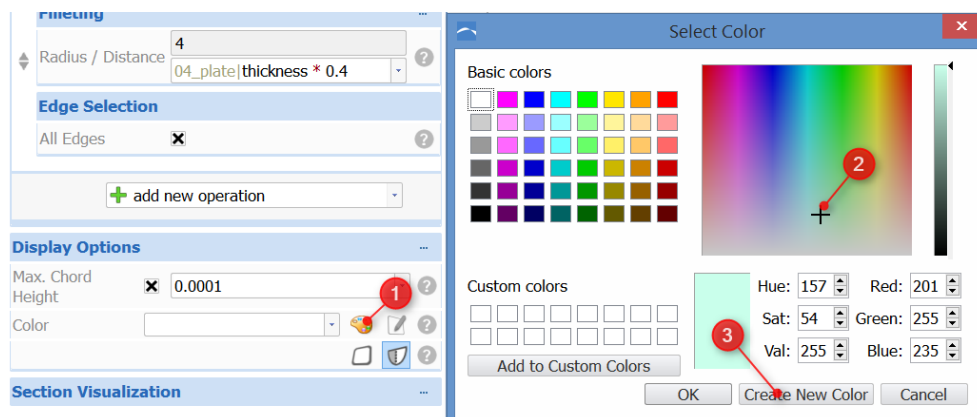 Filleting
Radius / Distance
4
04_plate|thickness * 0.4
Edge Selection
All Edges
add new operation
Display Options
Max. Chord
Height
0.0001
1
Color
Section Visualization
Select Color
Basic colors
2
Custom colors
Add to Custom Colors
Hue: 157 Red: 201
Sat: 54 Green: 255
Val: 255 Blue: 235
3
OK Create New Color Cancel